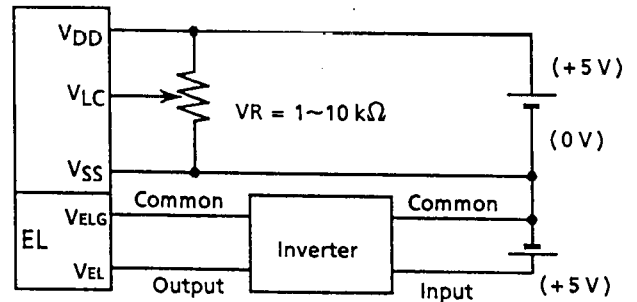 VDD
(+5 V)
VLC
VR = 1~10 kΩ
(0 V)
VSS
Common
Common
VELG
EL
Inverter
VEL
Output
Input
(+5 V)